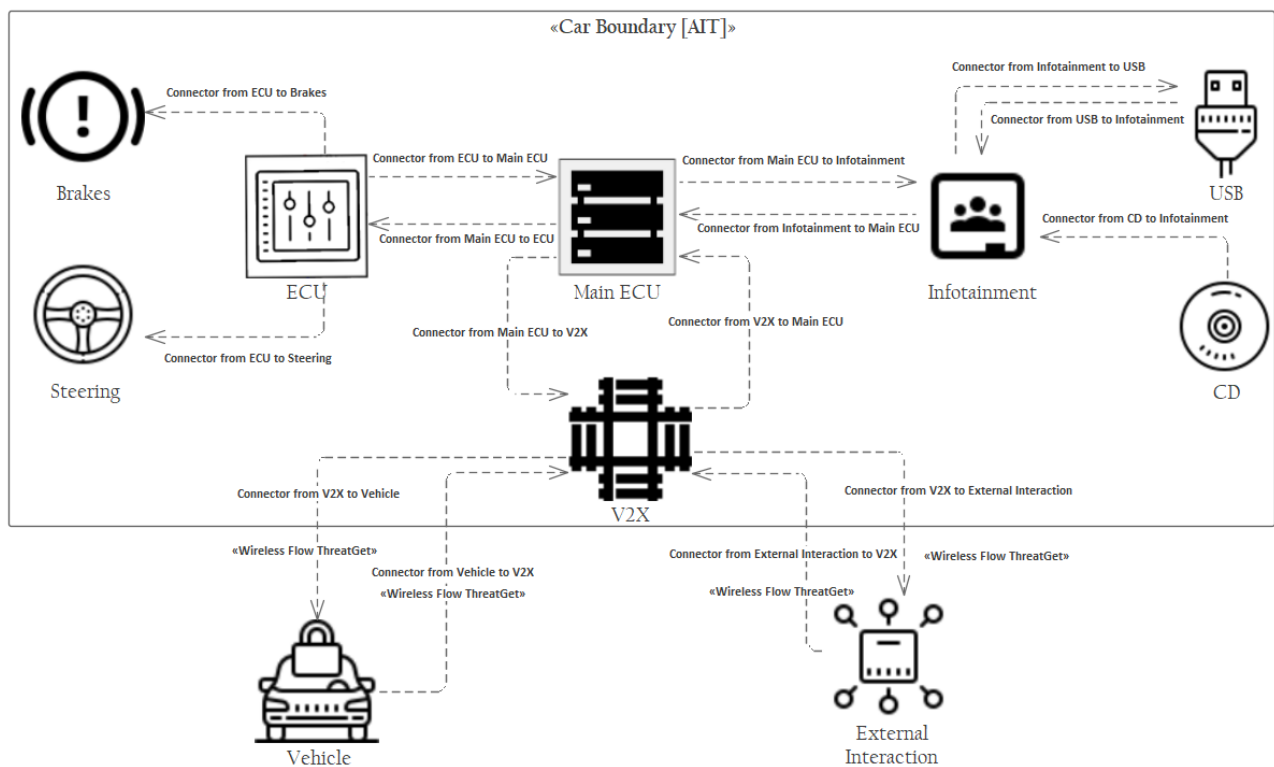 «Car Boundary [AIT]»
Connector from Infotainment to USB
Connector from ECU to Brakes
Connector from USB to Infotainment
Connector from ECU to Main ECU
Connector from Main ECU to Infotainment
Brakes
USB
Connector from CD to Infotainment
Connector from Infotainment to Main ECU
Connector from Main ECU to ECU
ECU
Main ECU
Infotainment
Connector from Main ECU to V2X
Connector from V2X to Main ECU
Connector from ECU to Steering
Steering
CD
Connector from V2X to Vehicle
Connector from V2X to External Interaction
V2X
«Wireless Flow ThreatGet»
Connector from External Interaction to V2X
«Wireless Flow ThreatGet»
Connector from Vehicle to V2X
«Wireless Flow ThreatGet»
«Wireless Flow ThreatGet»
Vehicle
External
Interaction